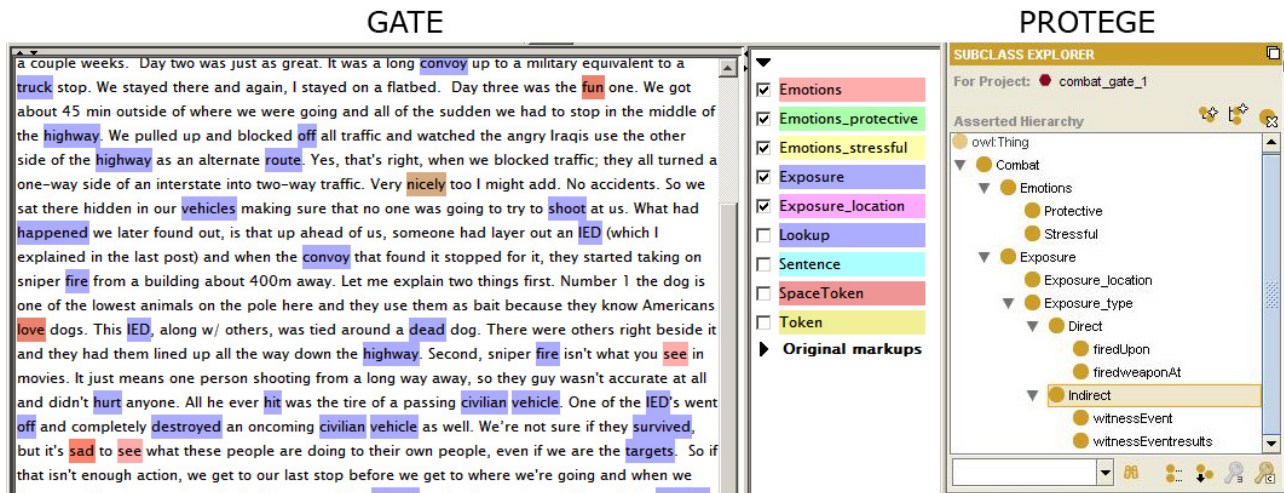 GATE
PROTEGE
a couple weeks. Day two was just as great. It was a long convoy up to a military equivalent to a
truck stop. We stayed there and again, I stayed on a flatbed. Day three was the fun one. We got
about 45 min outside of where we were going and all of the sudden we had to stop in the middle of
the highway. We pulled up and blocked off all traffic and watched the angry Iraqis use the other
side of the highway as an alternate route. Yes, that's right, when we blocked traffic; they all turned a
one-way side of an interstate into two-way traffic. Very nicely too I might add. No accidents. So we
sat there hidden in our vehicles making sure that no one was going to try to shoot at us. What had
happened we later found out, is that up ahead of us, someone had layer out an IED (which I
explained in the last post) and when the convoy that found it stopped for it, they started taking on
sniper fire from a building about 400m away. Let me explain two things first. Number 1 the dog is
one of the lowest animals on the pole here and they use them as bait because they know Americans
love dogs. This IED, along w/ others, was tied around a dead dog. There were others right beside it
and they had them lined up all the way down the highway. Second, sniper fire isn't what you see in
movies. It just means one person shooting from a long way away, so they guy wasn't accurate at all
and didn't hurt anyone. All he ever hit was the tire of a passing civilian vehicle. One of the IED's went
off and completely destroyed an oncoming civilian vehicle as well. We're not sure if they survived,
but it's sad to see what these people are doing to their own people, even if we are the targets. So if
that isn't enough action, we get to our last stop before we get to where we're going and when we
Emotions
Emotions_protective
Emotions_stressful
Exposure
Exposure_location
Lookup
Sentence
SpaceToken
Token
Original markups
SUBCLASS EXPLORER
For Project: combat_gate_1
Asserted Hierarchy
owl:Thing
Combat
Emotions
Protective
Stressful
Exposure
Exposure_location
Exposure_type
Direct
firedUpon
firedweaponAt
Indirect
witnessEvent
witnessEventresults